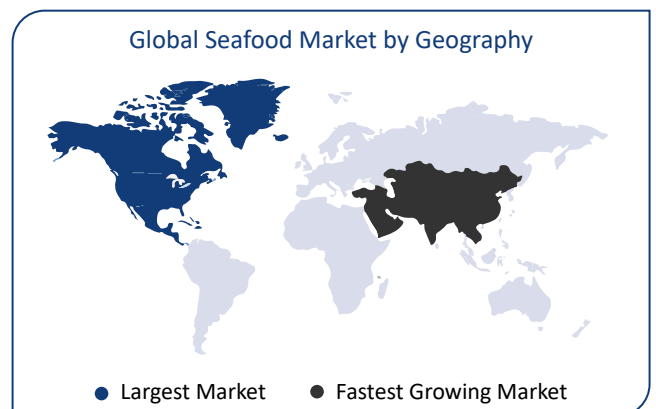 Global Seafood Market by Geography
Largest Market
Fastest Growing Market